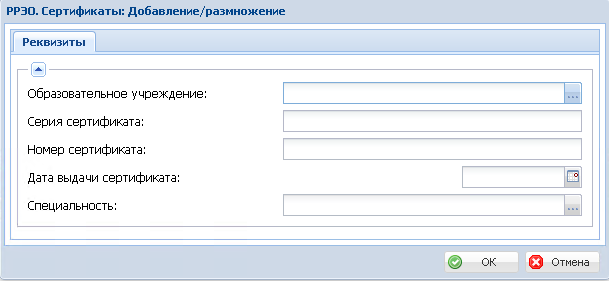 РРЭО. Сертификаты: Добавление/размножение
Реквизиты
Образовательное учреждение:
...
Серия сертификата:
Номер сертификата:
Дата выдачи сертификата:
Специальность:
...
ОК
Отмена